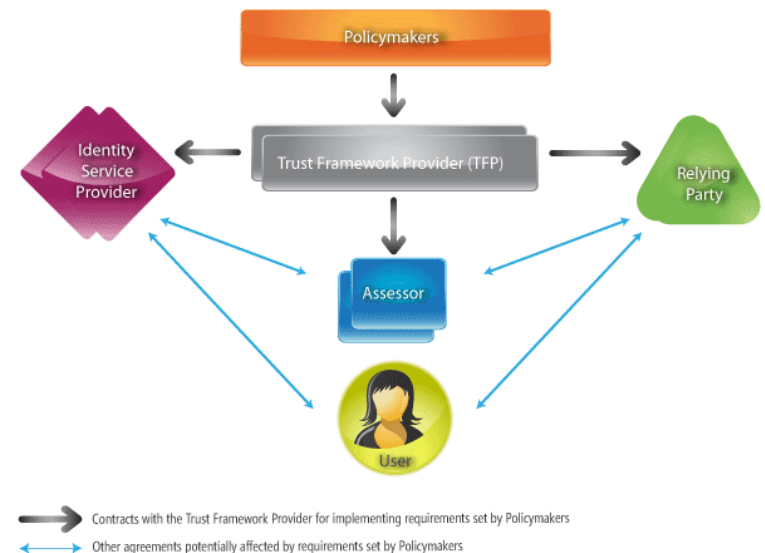 Policymakers
Identity
Service
Provider
Trust Framework Provider (TFP)
Relying
Party
Assessor
User
Contracts with the Trust Framework Provider for implementing requirements set by Policymakers
Other agreements potentially affected by requirements set by Policymakers